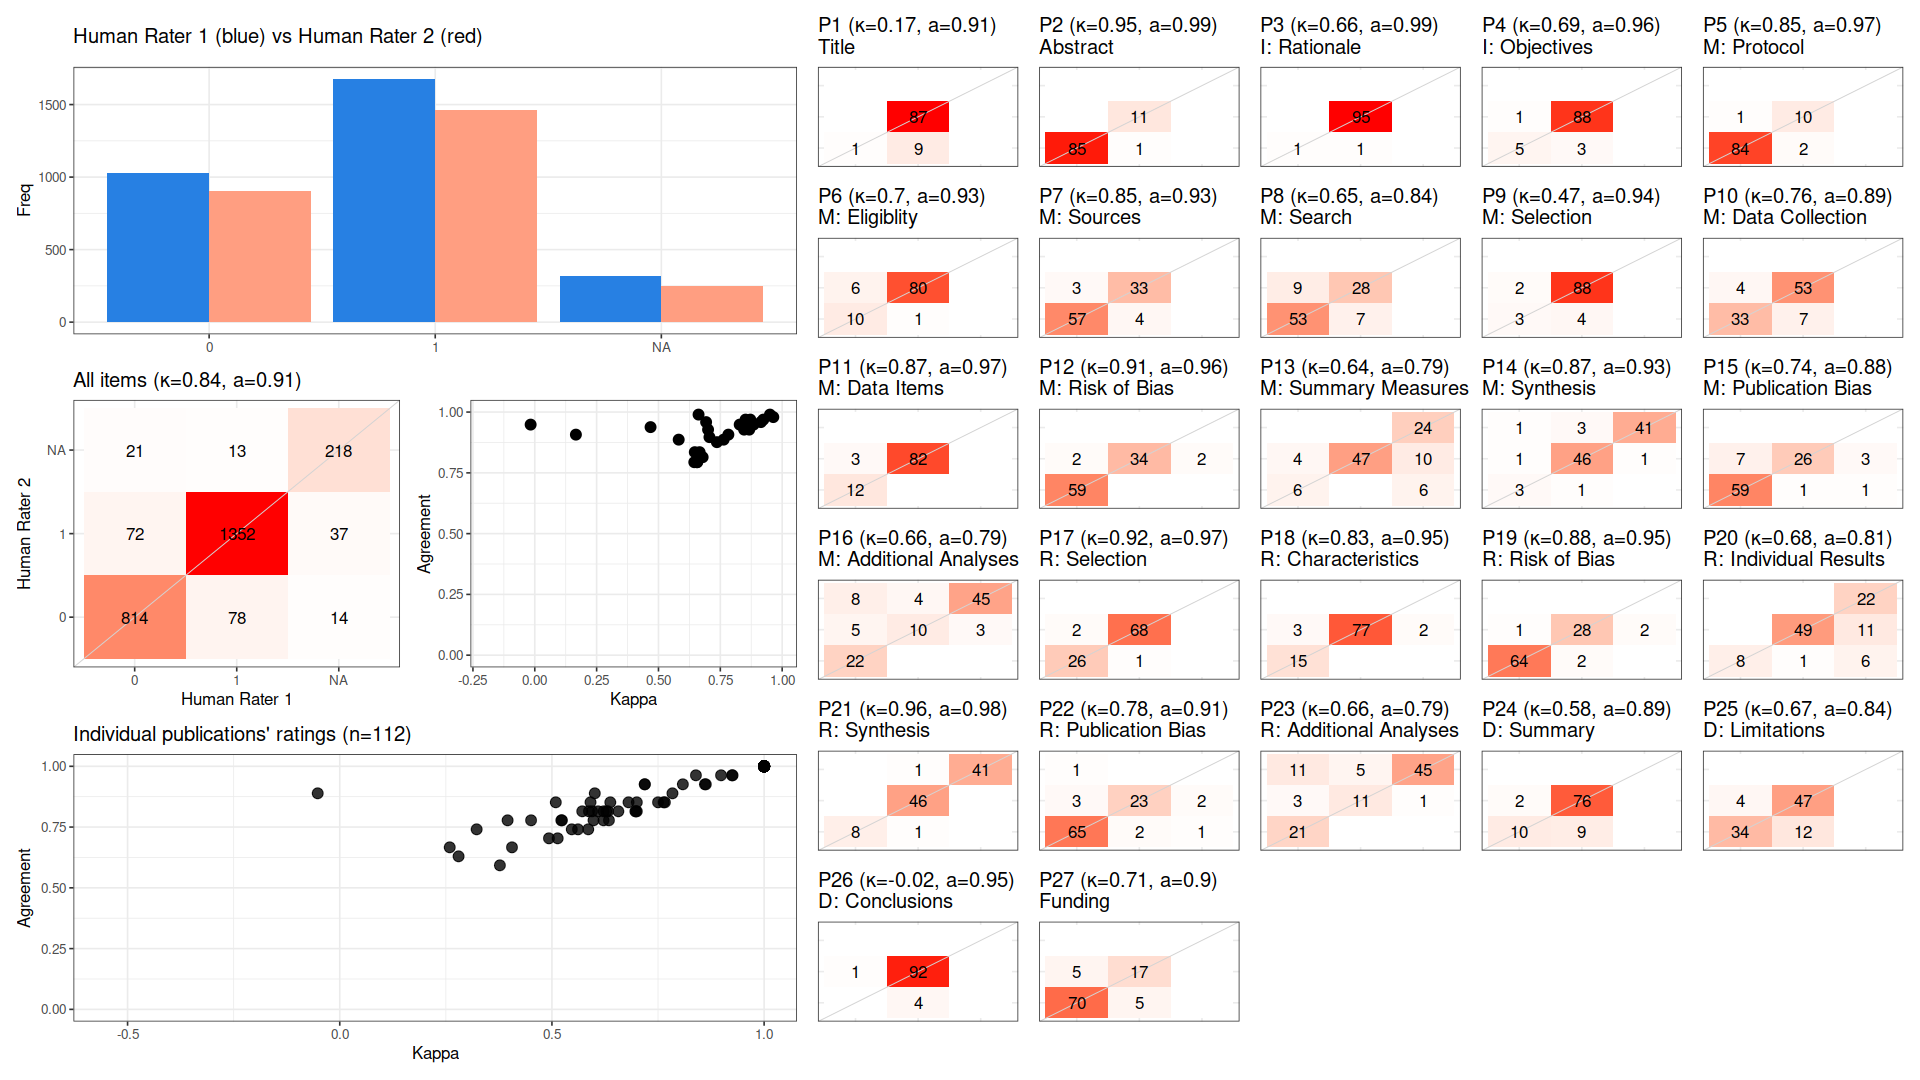 Human Rater 1 (blue) vs Human Rater 2 (red)
Freq
1500
1000
500
0
0 1 NA
All items (κ=0.84, a=0.91)
Human Rater 2
NA 21 13 218
1 72 1352 37
0 814 78 14
0 1 NA
Human Rater 1
Agreement
1.00
0.75
0.50
0.25
0.00
-0.25 0.00 0.25 0.50 0.75 1.00
Kappa
Individual publications' ratings (n=112)
Agreement
1.00
0.75
0.50
0.25
0.00
-0.5 0.0 0.5 1.0
Kappa
P1 (κ=0.17, a=0.91)
Title
87
1 9
P2 (κ=0.95, a=0.99)
Abstract
11
85 1
P3 (κ=0.66, a=0.99)
I: Rationale
95
1 1
P4 (κ=0.69, a=0.96)
I: Objectives
1 88
5 3
P5 (κ=0.85, a=0.97)
M: Protocol
1 10
84 2
P6 (κ=0.7, a=0.93)
M: Eligiblity
6 80
10 1
P7 (κ=0.85, a=0.93)
M: Sources
3 33
57 4
P8 (κ=0.65, a=0.84)
M: Search
9 28
53 7
P9 (κ=0.47, a=0.94)
M: Selection
2 88
3 4
P10 (κ=0.76, a=0.89)
M: Data Collection
4 53
33 7
P11 (κ=0.87, a=0.97)
M: Data Items
3 82
12
P12 (κ=0.91, a=0.96)
M: Risk of Bias
2 34 2
59
P13 (κ=0.64, a=0.79)
M: Summary Measures
24
4 47 10
6 6
P14 (κ=0.87, a=0.93)
M: Synthesis
1 3 41
1 46 1
3 1
P15 (κ=0.74, a=0.88)
M: Publication Bias
7 26 3
59 1 1
P16 (κ=0.66, a=0.79)
M: Additional Analyses
8 4 45
5 10 3
22
P17 (κ=0.92, a=0.97)
R: Selection
2 68
26 1
P18 (κ=0.83, a=0.95)
R: Characteristics
3 77 2
15
P19 (κ=0.88, a=0.95)
R: Risk of Bias
1 28 2
64 2
P20 (κ=0.68, a=0.81)
R: Individual Results
22
49 11
8 1 6
P21 (κ=0.96, a=0.98)
R: Synthesis
1 41
46
8 1
P22 (κ=0.78, a=0.91)
R: Publication Bias
1
3 23 2
65 2 1
P23 (κ=0.66, a=0.79)
R: Additional Analyses
11 5 45
3 11 1
21
P24 (κ=0.58, a=0.89)
D: Summary
2 76
10 9
P25 (κ=0.67, a=0.84)
D: Limitations
4 47
34 12
P26 (κ=-0.02, a=0.95)
D: Conclusions
1 92
4
P27 (κ=0.71, a=0.9)
Funding
5 17
70 5